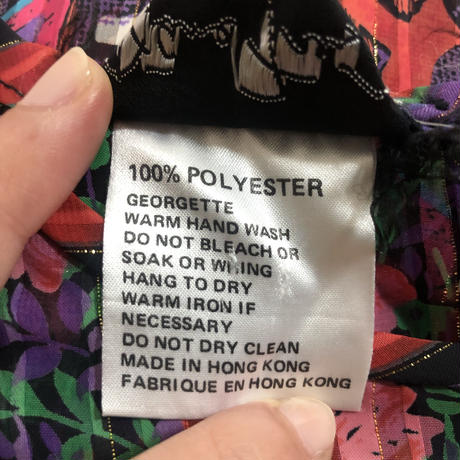 100% POLYESTER
GEORGETTE
WARM HAND WASH
DO NOT BLEACH OR
SOAK OR
HANG TO DRY
WARM IRON IF
NECESSARY
DO NOT DRY CLEAN
MADE IN HONG KONG
FABRIQUE EN HONG KONG